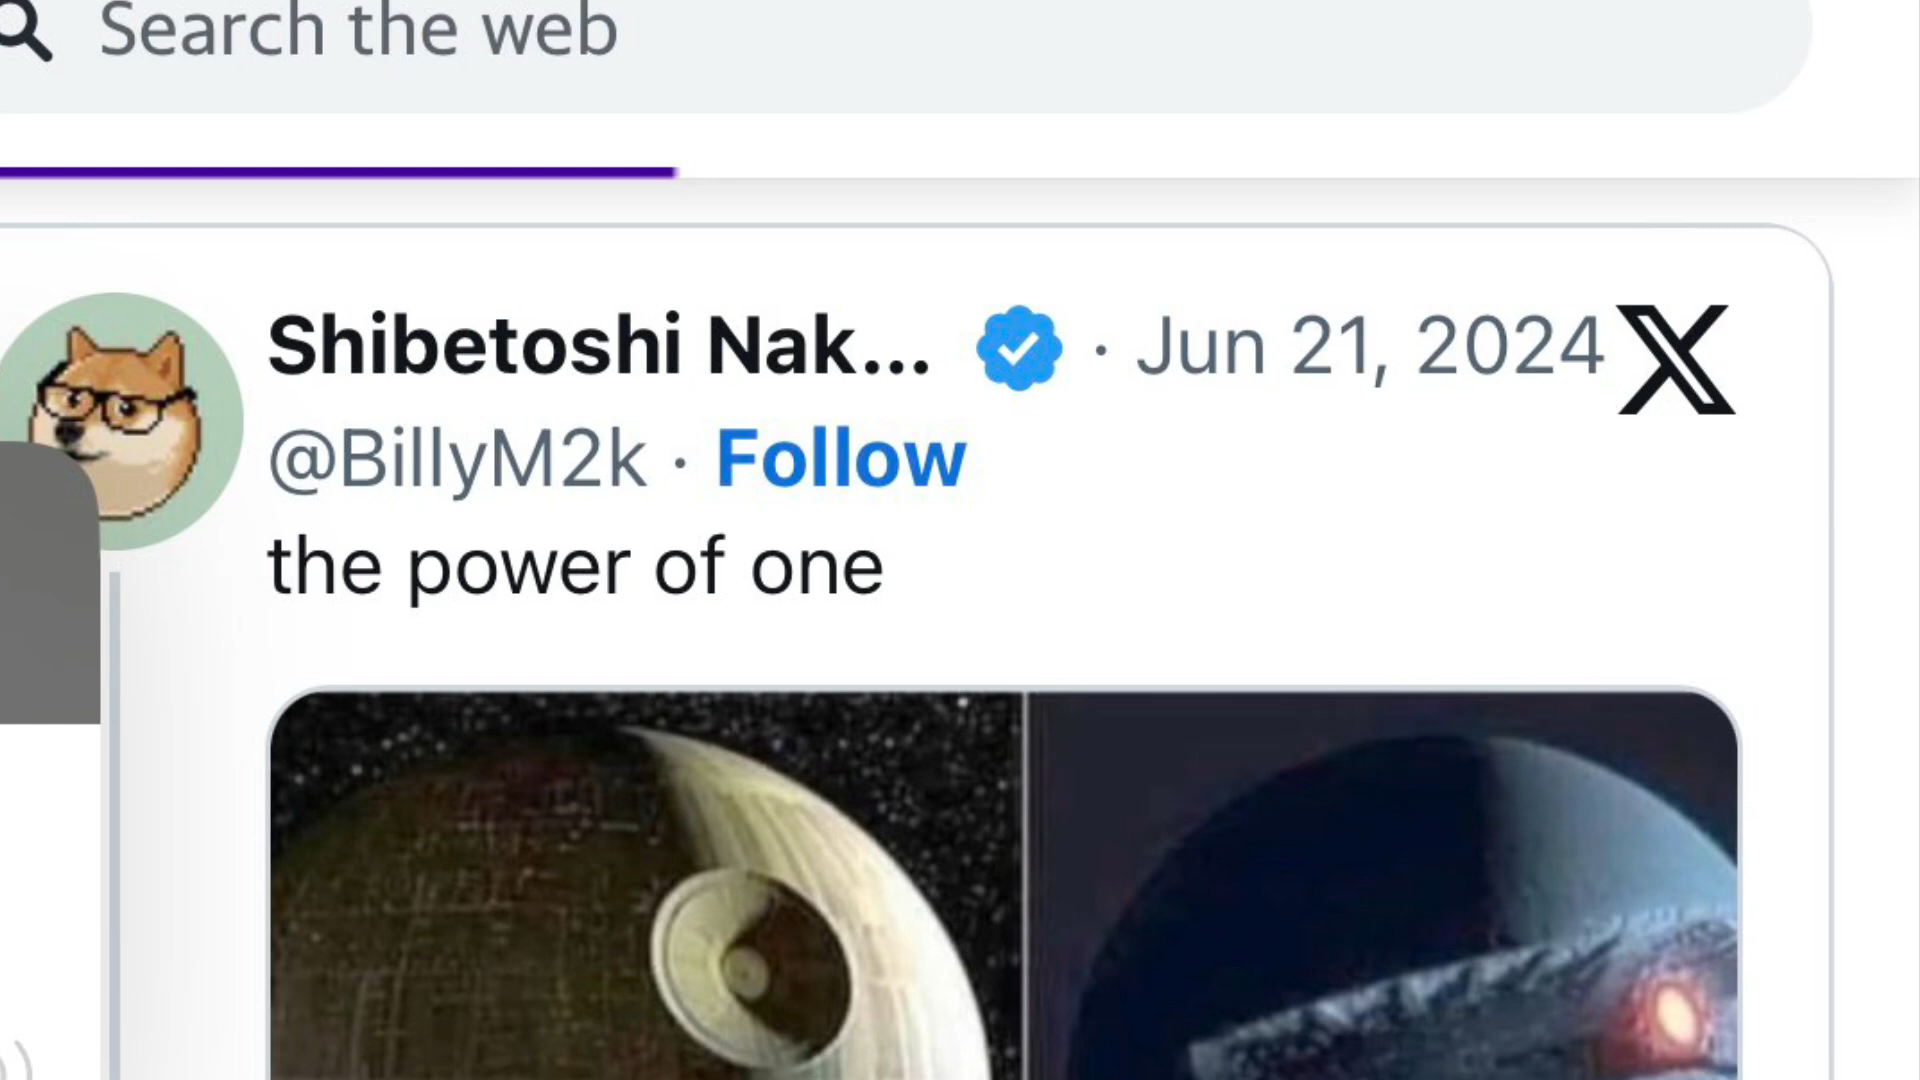 Search the web
Shibetoshi Nak... · Jun 21, 2024
@BillyM2k · Follow
the power of one